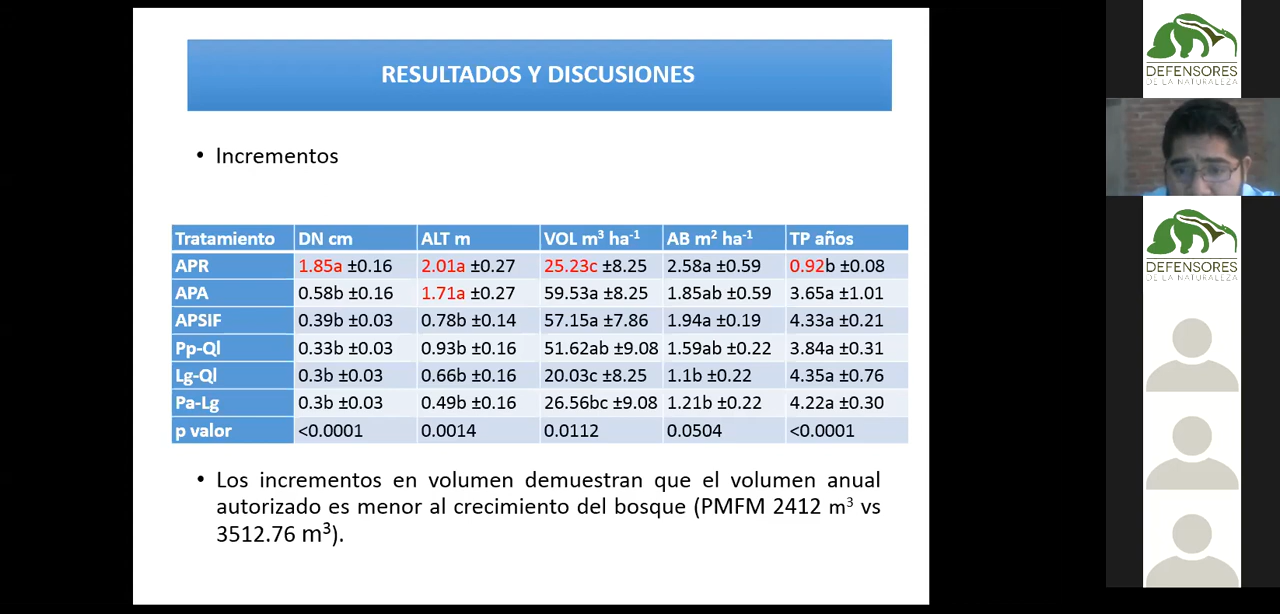 RESULTADOS Y DISCUSIONES
• Incrementos
Tratamiento DN cm ALT m VOL m³ ha⁻¹ AB m² ha⁻¹ TP años
APR 1.85a ±0.16 2.01a ±0.27 25.23c ±8.25 2.58a ±0.59 0.92b ±0.08
APA 0.58b ±0.16 1.71a ±0.27 59.53a ±8.25 1.85ab ±0.59 3.65a ±1.01
APSIF 0.39b ±0.03 0.78b ±0.14 57.15a ±7.86 1.94a ±0.19 4.33a ±0.21
Pp-Ql 0.33b ±0.03 0.93b ±0.16 51.62ab ±9.08 1.59ab ±0.22 3.84a ±0.31
Lg-Ql 0.3b ±0.03 0.66b ±0.16 20.03c ±8.25 1.1b ±0.22 4.35a ±0.76
Pa-Lg 0.3b ±0.03 0.49b ±0.16 26.56bc ±9.08 1.21b ±0.22 4.22a ±0.30
p valor <0.0001 0.0014 0.0112 0.0504 <0.0001
• Los incrementos en volumen demuestran que el volumen anual
autorizado es menor al crecimiento del bosque (PMFM 2412 m³ vs
3512.76 m³).
DEFENSORES
DE LA NATURALEZA
DEFENSORES
DE LA NATURALEZA